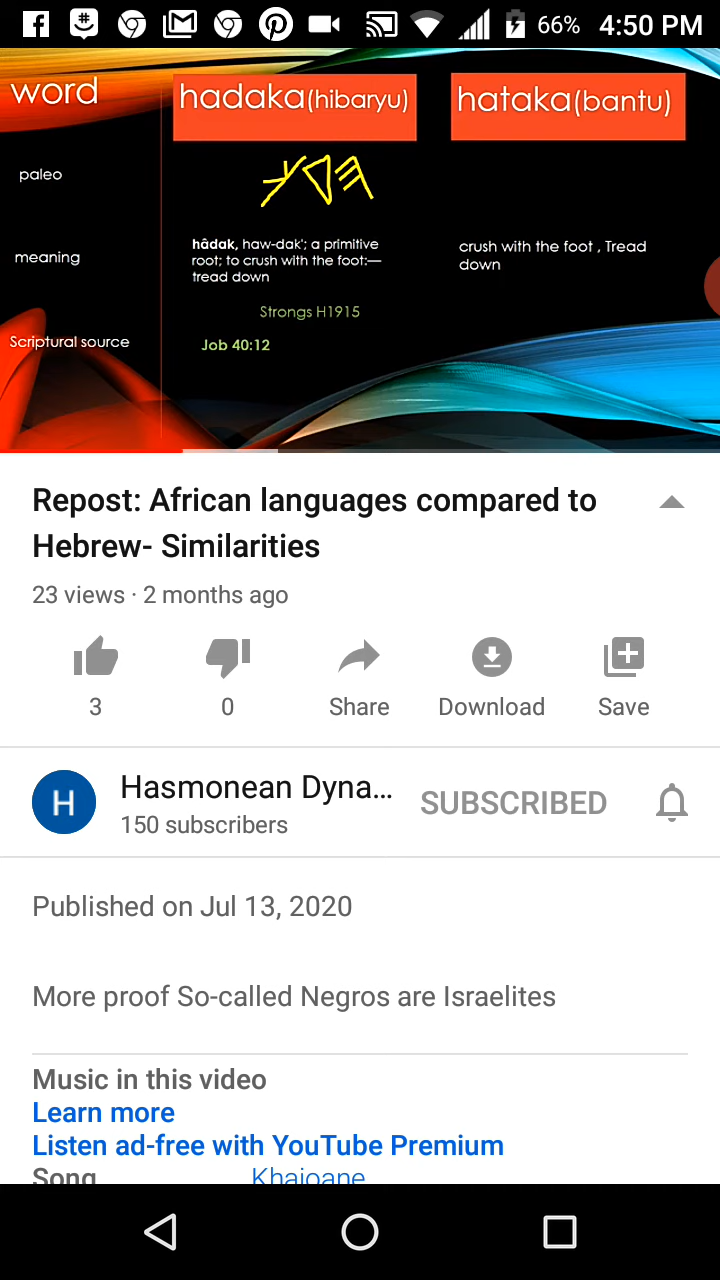 66% 4:50 PM
word hadaka(hibaryu) hataka(bantu)
paleo 𐤄𐤃𐤊
meaning
hâdak, haw-dak'; a primitive
root; to crush with the foot:—
tread down
crush with the foot , Tread
down
Strongs H1915
Scriptural source Job 40:12
Repost: African languages compared to
Hebrew- Similarities
23 views · 2 months ago
3 0 Share Download Save
H
Hasmonean Dyna... SUBSCRIBED
150 subscribers
Published on Jul 13, 2020
More proof So-called Negros are Israelites
Music in this video
Learn more
Listen ad-free with YouTube Premium
Song